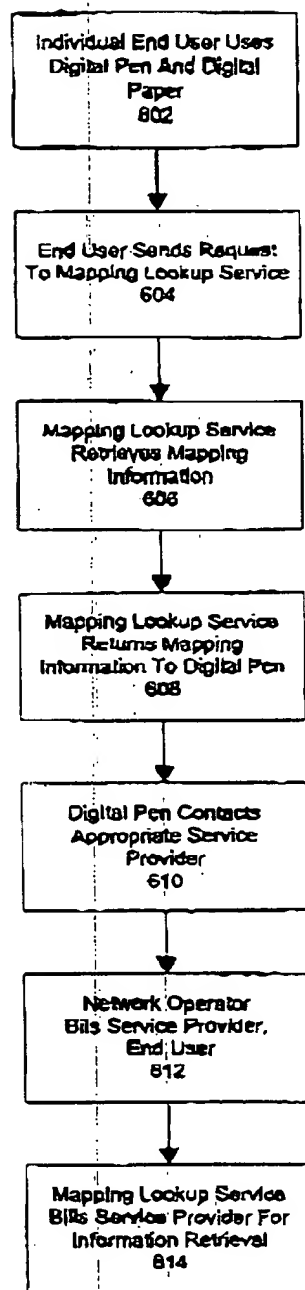 Individual End User Uses
Digital Pen And Digital
Paper
602
End User Sends Request
To Mapping Lookup Service
604
Mapping Lookup Service
Retrieves Mapping
Information
606
Mapping Lookup Service
Returns Mapping
Information To Digital Pen
608
Digital Pen Contacts
Appropriate Service
Provider
610
Network Operator
Bills Service Provider,
End User
612
Mapping Lookup Service
Bills Service Provider For
Information Retrieval
614